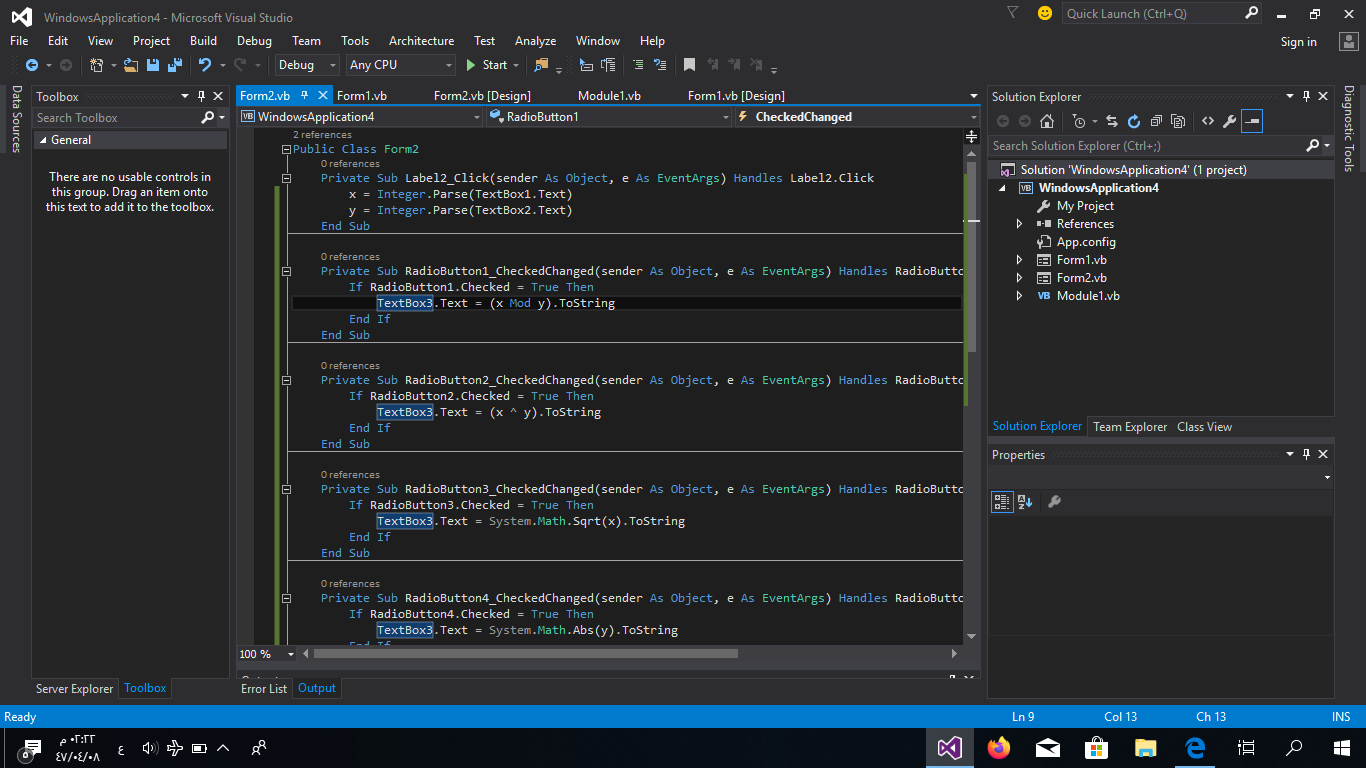 WindowsApplication4 - Microsoft Visual Studio
Quick Launch (Ctrl+Q)
File Edit View Project Build Debug Team Tools Architecture Test Analyze Window Help
Sign in
Debug Any CPU Start
Data Sources
Toolbox
Search Toolbox
General
There are no usable controls in
this group. Drag an item onto
this text to add it to the toolbox.
Server Explorer Toolbox
Form2.vb Form1.vb Form2.vb [Design] Module1.vb Form1.vb [Design]
WindowsApplication4 RadioButton1 CheckedChanged
2 references
Public Class Form2
0 references
Private Sub Label2_Click(sender As Object, e As EventArgs) Handles Label2.Click
x = Integer.Parse(TextBox1.Text)
y = Integer.Parse(TextBox2.Text)
End Sub
0 references
Private Sub RadioButton1_CheckedChanged(sender As Object, e As EventArgs) Handles RadioButto
If RadioButton1.Checked = True Then
TextBox3.Text = (x Mod y).ToString
End If
End Sub
0 references
Private Sub RadioButton2_CheckedChanged(sender As Object, e As EventArgs) Handles RadioButto
If RadioButton2.Checked = True Then
TextBox3.Text = (x ^ y).ToString
End If
End Sub
0 references
Private Sub RadioButton3_CheckedChanged(sender As Object, e As EventArgs) Handles RadioButto
If RadioButton3.Checked = True Then
TextBox3.Text = System.Math.Sqrt(x).ToString
End If
End Sub
0 references
Private Sub RadioButton4_CheckedChanged(sender As Object, e As EventArgs) Handles RadioButto
If RadioButton4.Checked = True Then
TextBox3.Text = System.Math.Abs(y).ToString
End If
100 %
Error List Output
Solution Explorer
Search Solution Explorer (Ctrl+;)
Solution 'WindowsApplication4' (1 project)
VB WindowsApplication4
My Project
References
App.config
Form1.vb
Form2.vb
VB Module1.vb
Solution Explorer Team Explorer Class View
Properties
Diagnostic Tools
Ready Ln 9 Col 13 Ch 13 INS
٠٢:٢٢ م
٤٧/٠٤/٠٨
ع